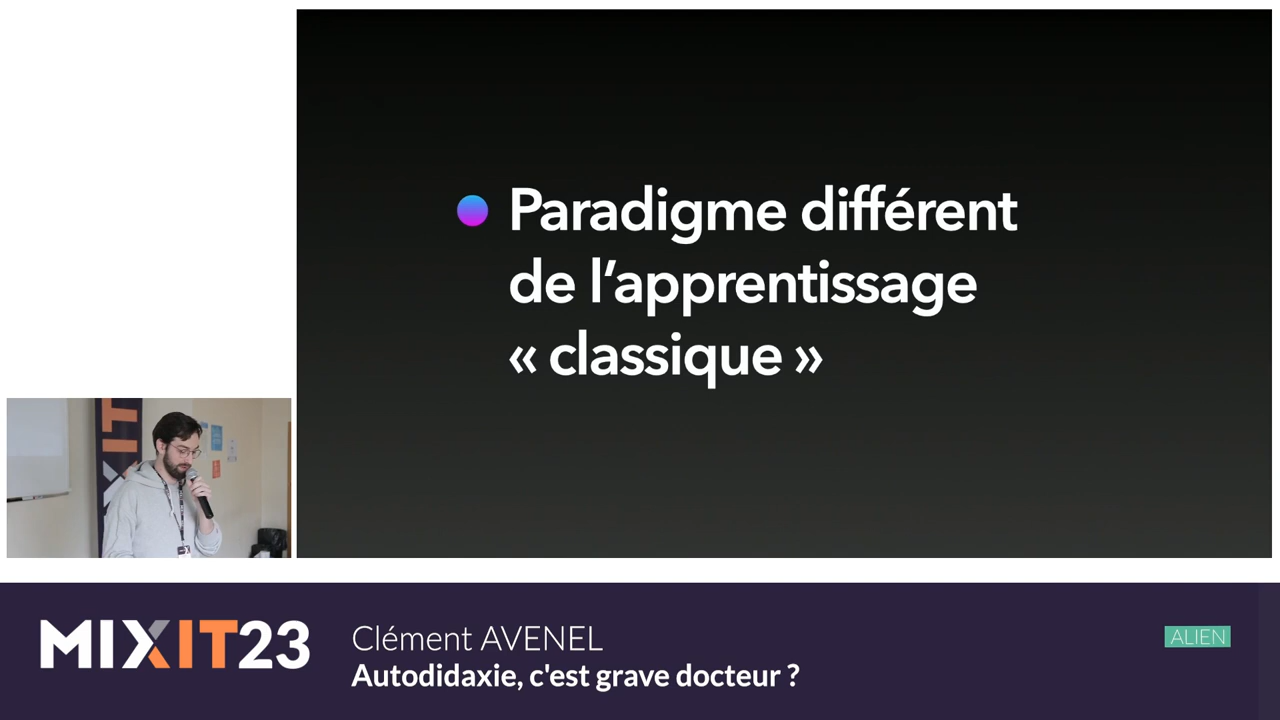 Paradigme différent
de l’apprentissage
« classique »
MIXIT23
Clément AVENEL
Autodidaxie, c'est grave docteur ?
ALIEN